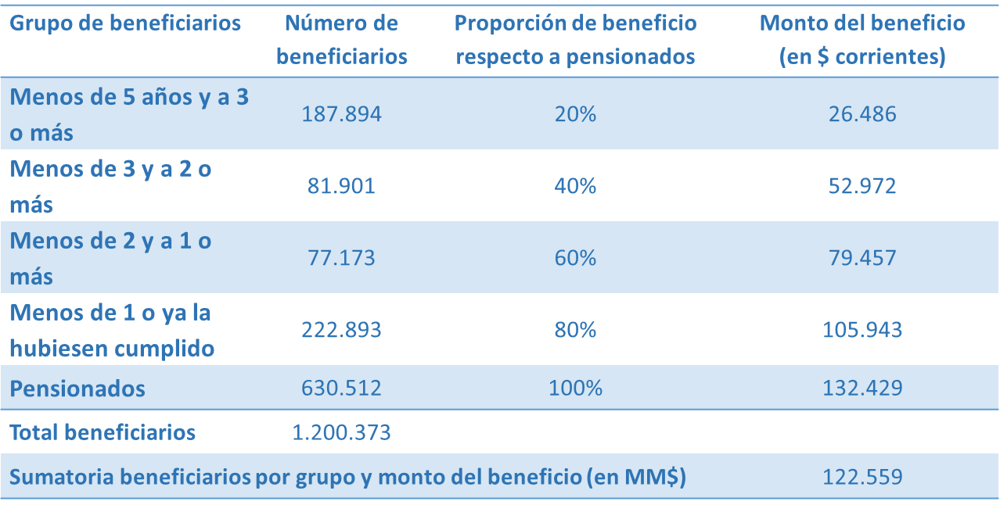 Grupo de beneficiarios Número de beneficiarios Proporción de beneficio respecto a pensionados Monto del beneficio (en $ corrientes)
Menos de 5 años y a 3 o más 187.894 20% 26.486
Menos de 3 y a 2 o más 81.901 40% 52.972
Menos de 2 y a 1 o más 77.173 60% 79.457
Menos de 1 o ya la hubiesen cumplido 222.893 80% 105.943
Pensionados 630.512 100% 132.429
Total beneficiarios 1.200.373
Sumatoria beneficiarios por grupo y monto del beneficio (en MM$) 122.559